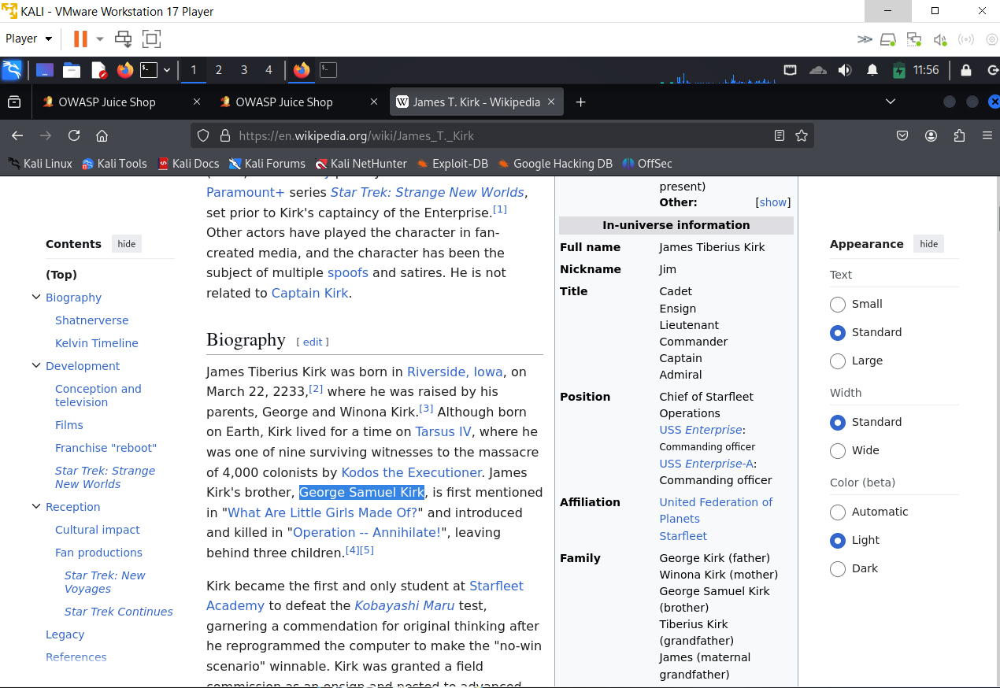 KALI - VMware Workstation 17 Player
Player
1 2 3 4
11:56
OWASP Juice Shop
OWASP Juice Shop
James T. Kirk - Wikipedia
https://en.wikipedia.org/wiki/James_T._Kirk
Kali Linux
Kali Tools
Kali Docs
Kali Forums
Kali NetHunter
Exploit-DB
Google Hacking DB
OffSec
Contents hide
(Top)
Biography
Shatnerverse
Kelvin Timeline
Development
Conception and
television
Films
Franchise "reboot"
Star Trek: Strange
New Worlds
Reception
Cultural impact
Fan productions
Star Trek: New
Voyages
Star Trek Continues
Legacy
References
Paramount+ series Star Trek: Strange New Worlds,
set prior to Kirk's captaincy of the Enterprise.[1]
Other actors have played the character in fan-
created media, and the character has been the
subject of multiple spoofs and satires. He is not
related to Captain Kirk.
Biography [ edit ]
James Tiberius Kirk was born in Riverside, Iowa, on
March 22, 2233,[2] where he was raised by his
parents, George and Winona Kirk.[3] Although born
on Earth, Kirk lived for a time on Tarsus IV, where he
was one of nine surviving witnesses to the massacre
of 4,000 colonists by Kodos the Executioner. James
Kirk's brother, George Samuel Kirk, is first mentioned
in "What Are Little Girls Made Of?" and introduced
and killed in "Operation -- Annihilate!", leaving
behind three children.[4][5]
Kirk became the first and only student at Starfleet
Academy to defeat the Kobayashi Maru test,
garnering a commendation for original thinking after
he reprogrammed the computer to make the "no-win
scenario" winnable. Kirk was granted a field
commission as an ensign and posted to advanced
present)
Other: [show]
In-universe information
Full name James Tiberius Kirk
Nickname Jim
Title Cadet
Ensign
Lieutenant
Commander
Captain
Admiral
Position Chief of Starfleet
Operations
USS Enterprise:
Commanding officer
USS Enterprise-A:
Commanding officer
Affiliation United Federation of
Planets
Starfleet
Family George Kirk (father)
Winona Kirk (mother)
George Samuel Kirk
(brother)
Tiberius Kirk
(grandfather)
James (maternal
grandfather)
Appearance hide
Text
Small
Standard
Large
Width
Standard
Wide
Color (beta)
Automatic
Light
Dark